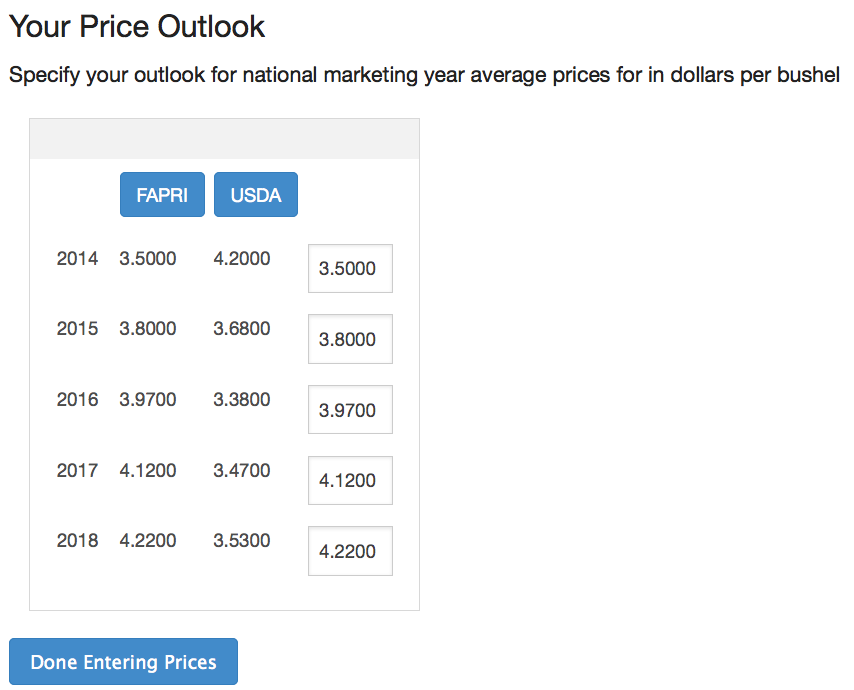 Your Price Outlook
Specify your outlook for national marketing year average prices for in dollars per bushel
FAPRI USDA
2014 3.5000 4.2000 3.5000
2015 3.8000 3.6800 3.8000
2016 3.9700 3.3800 3.9700
2017 4.1200 3.4700 4.1200
2018 4.2200 3.5300 4.2200
Done Entering Prices